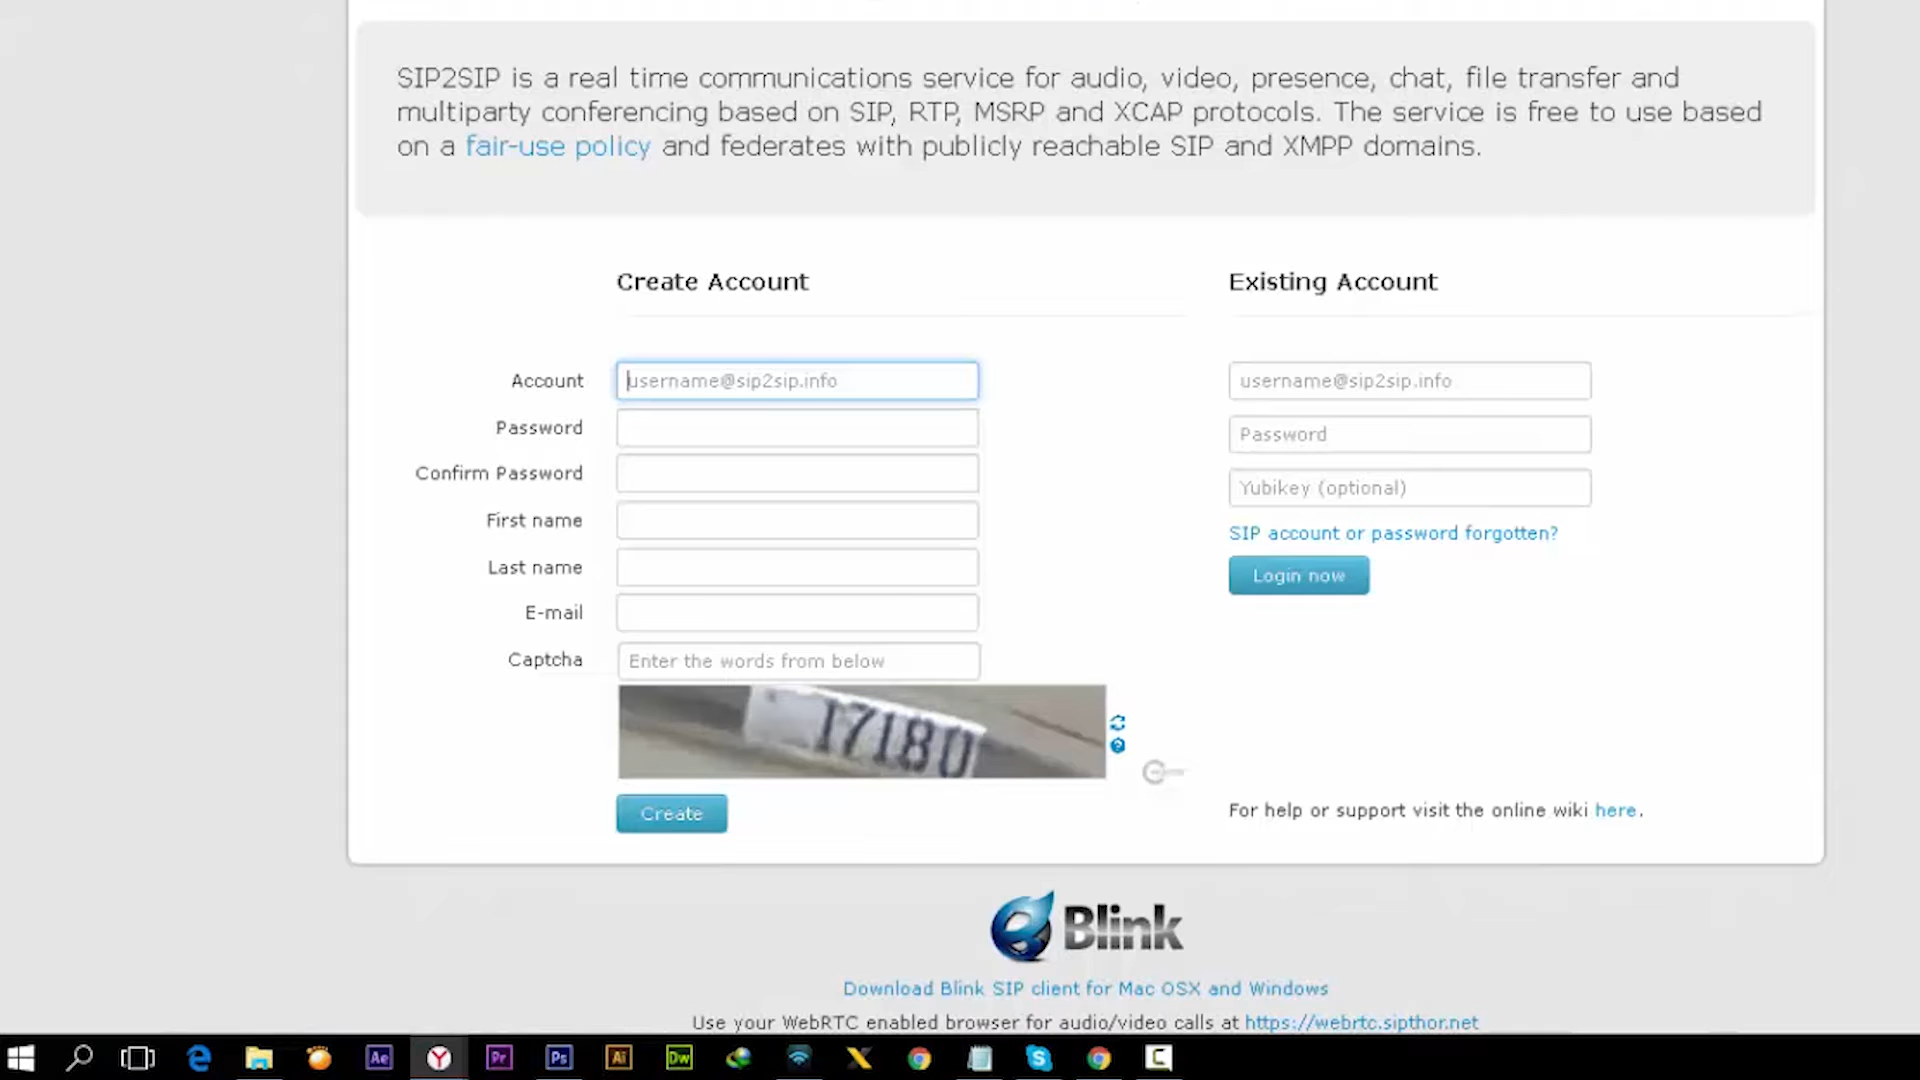 SIP2SIP is a real time communications service for audio, video, presence, chat, file transfer and
multiparty conferencing based on SIP, RTP, MSRP and XCAP protocols. The service is free to use based
on a fair-use policy and federates with publicly reachable SIP and XMPP domains.
Create Account
Account
username@sip2sip.info
Password
Confirm Password
First name
Last name
E-mail
Captcha
Enter the words from below
17180
Create
Existing Account
username@sip2sip.info
Password
Yubikey (optional)
SIP account or password forgotten?
Login now
For help or support visit the online wiki here.
Blink
Download Blink SIP client for Mac OSX and Windows
Use your WebRTC enabled browser for audio/video calls at https://webrtc.sipthor.net
Ae
Pr
Ps
Ai
Dw